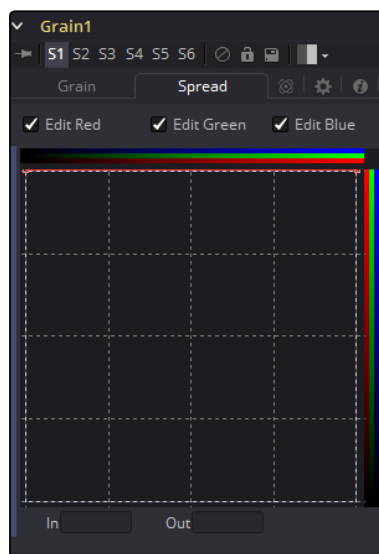 Grain1
S1 S2 S3 S4 S5 S6
Grain Spread
Edit Red Edit Green Edit Blue
In Out